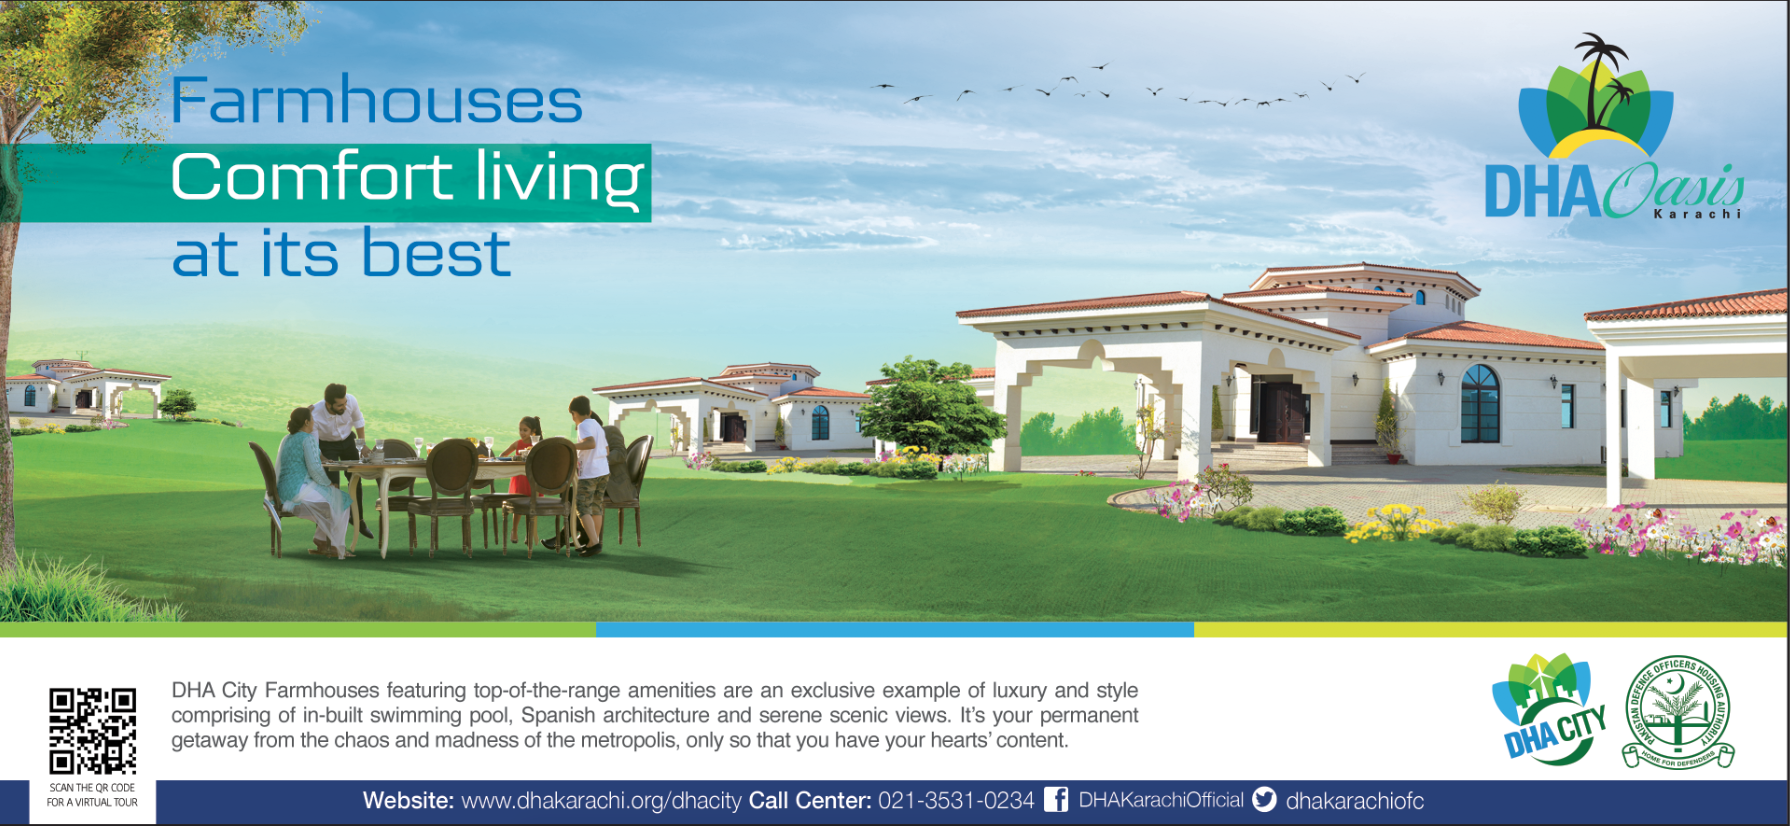 Farmhouses
Comfort living
at its best
DHA Oasis
Karachi
DHA City Farmhouses featuring top-of-the-range amenities are an exclusive example of luxury and style
comprising of in-built swimming pool, Spanish architecture and serene scenic views. It's your permanent
getaway from the chaos and madness of the metropolis, only so that you have your hearts' content.
SCAN THE QR CODE
FOR A VIRTUAL TOUR
DHA CITY
PAKISTAN DEFENCE OFFICERS HOUSING AUTHORITY
HOME FOR DEFENDERS
Website: www.dhakarachi.org/dhacity Call Center: 021-3531-0234 DHAKarachiOfficial dhakarachiofc